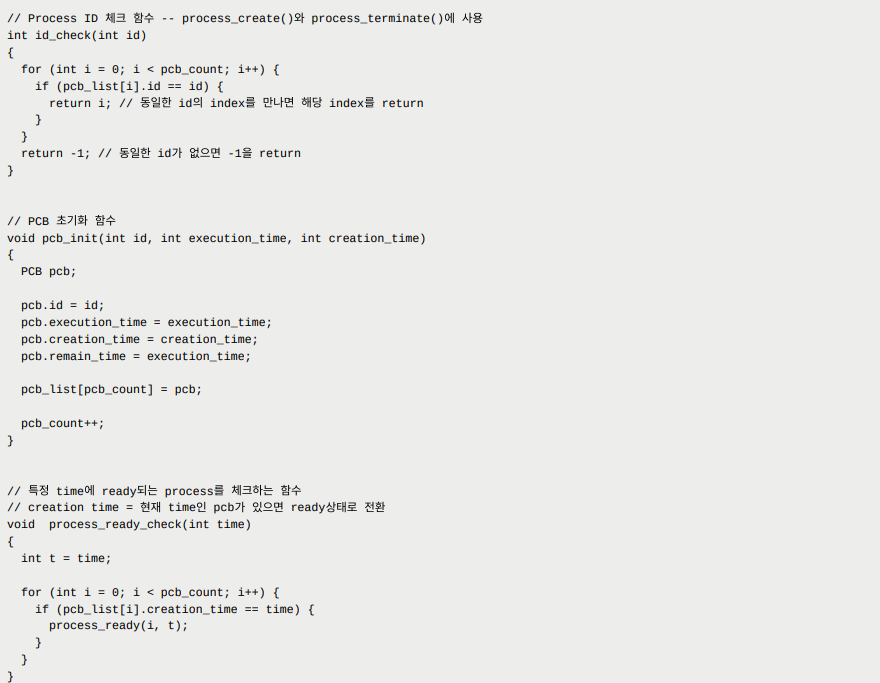 // Process ID 체크 함수 -- process_create()와 process_terminate()에 사용
int id_check(int id)
{
  for (int i = 0; i < pcb_count; i++) {
    if (pcb_list[i].id == id) {
      return i; // 동일한 id의 index를 만나면 해당 index를 return
    }
  }
  return -1; // 동일한 id가 없으면 -1을 return
}
// PCB 초기화 함수
void pcb_init(int id, int execution_time, int creation_time)
{
  PCB pcb;
  pcb.id = id;
  pcb.execution_time = execution_time;
  pcb.creation_time = creation_time;
  pcb.remain_time = execution_time;
  pcb_list[pcb_count] = pcb;
  pcb_count++;
}
// 특정 time에 ready되는 process를 체크하는 함수
// creation time = 현재 time인 pcb가 있으면 ready상태로 전환
void  process_ready_check(int time)
{
  int t = time;
  for (int i = 0; i < pcb_count; i++) {
    if (pcb_list[i].creation_time == time) {
      process_ready(i, t);
    }
  }
}